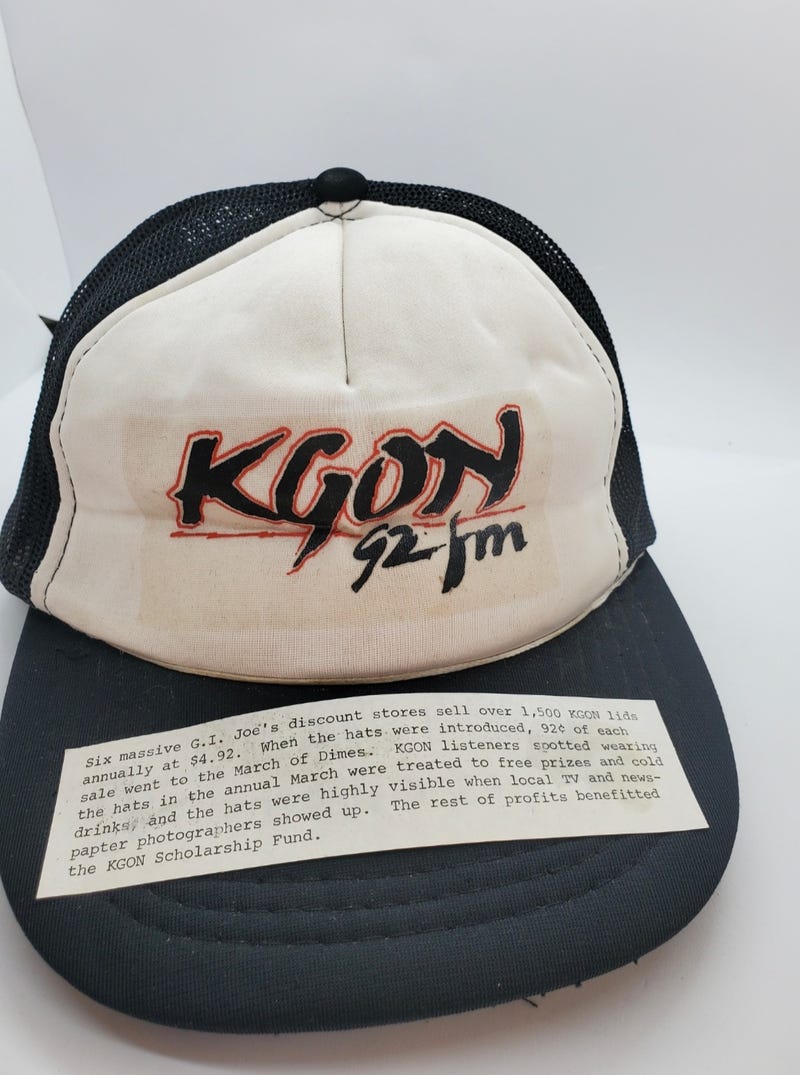 KGON
92 fm
Six massive G.I. Joe's discount stores sell over 1,500 KGON lids
annually at $4.92. When the hats were introduced, 92¢ of each
sale went to the March of Dimes. KGON listeners spotted wearing
the hats in the annual March were treated to free prizes and cold
drinks, and the hats were highly visible when local TV and news-
papter photographers showed up. The rest of profits benefitted
the KGON Scholarship Fund.